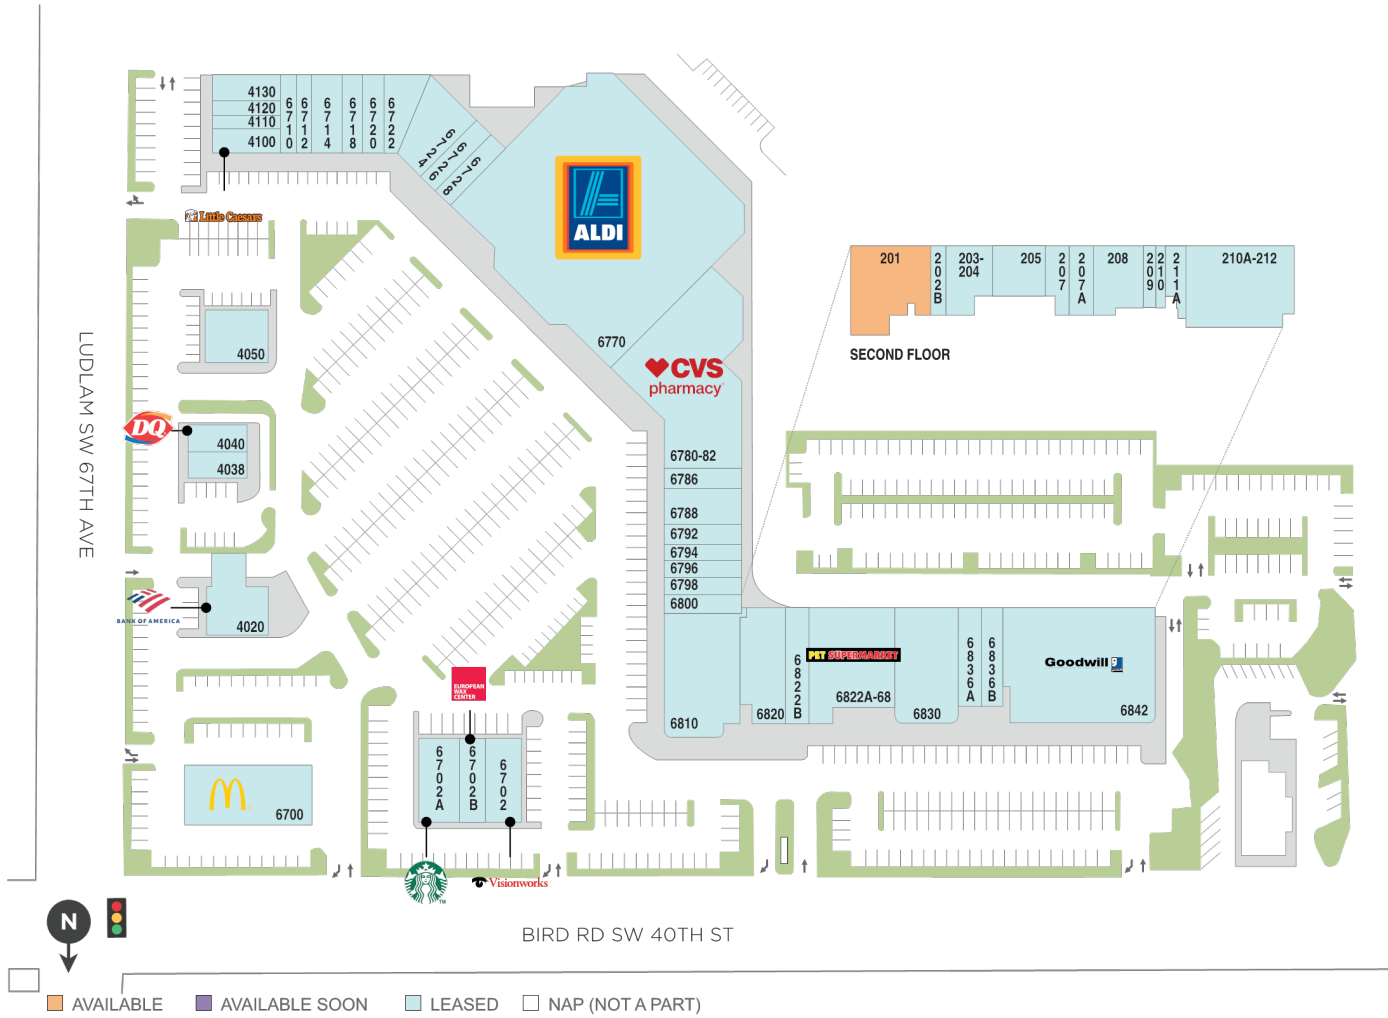 4130
4120
4110
4100
6710
6712
6714
6718
6720
6722
6724
6726
6728
Little Caesars
ALDI
6770
CVS
pharmacy
201
202B
203-
204
205
207
207A
208
209
210
211A
210A-212
SECOND FLOOR
4050
DQ
4040
4038
LUDLAM SW 67TH AVE
6780-82
6786
6788
6792
6794
6796
6798
6800
BANK OF AMERICA
4020
EUROPEAN
WAX
CENTER
6810
6820
6822B
PET SUPERMARKET
6822A-68
6830
6836A
6836B
Goodwill
6842
6702A
6702B
6702
6700
Visionworks
TM
N
BIRD RD SW 40TH ST
AVAILABLE
AVAILABLE SOON
LEASED
NAP (NOT A PART)